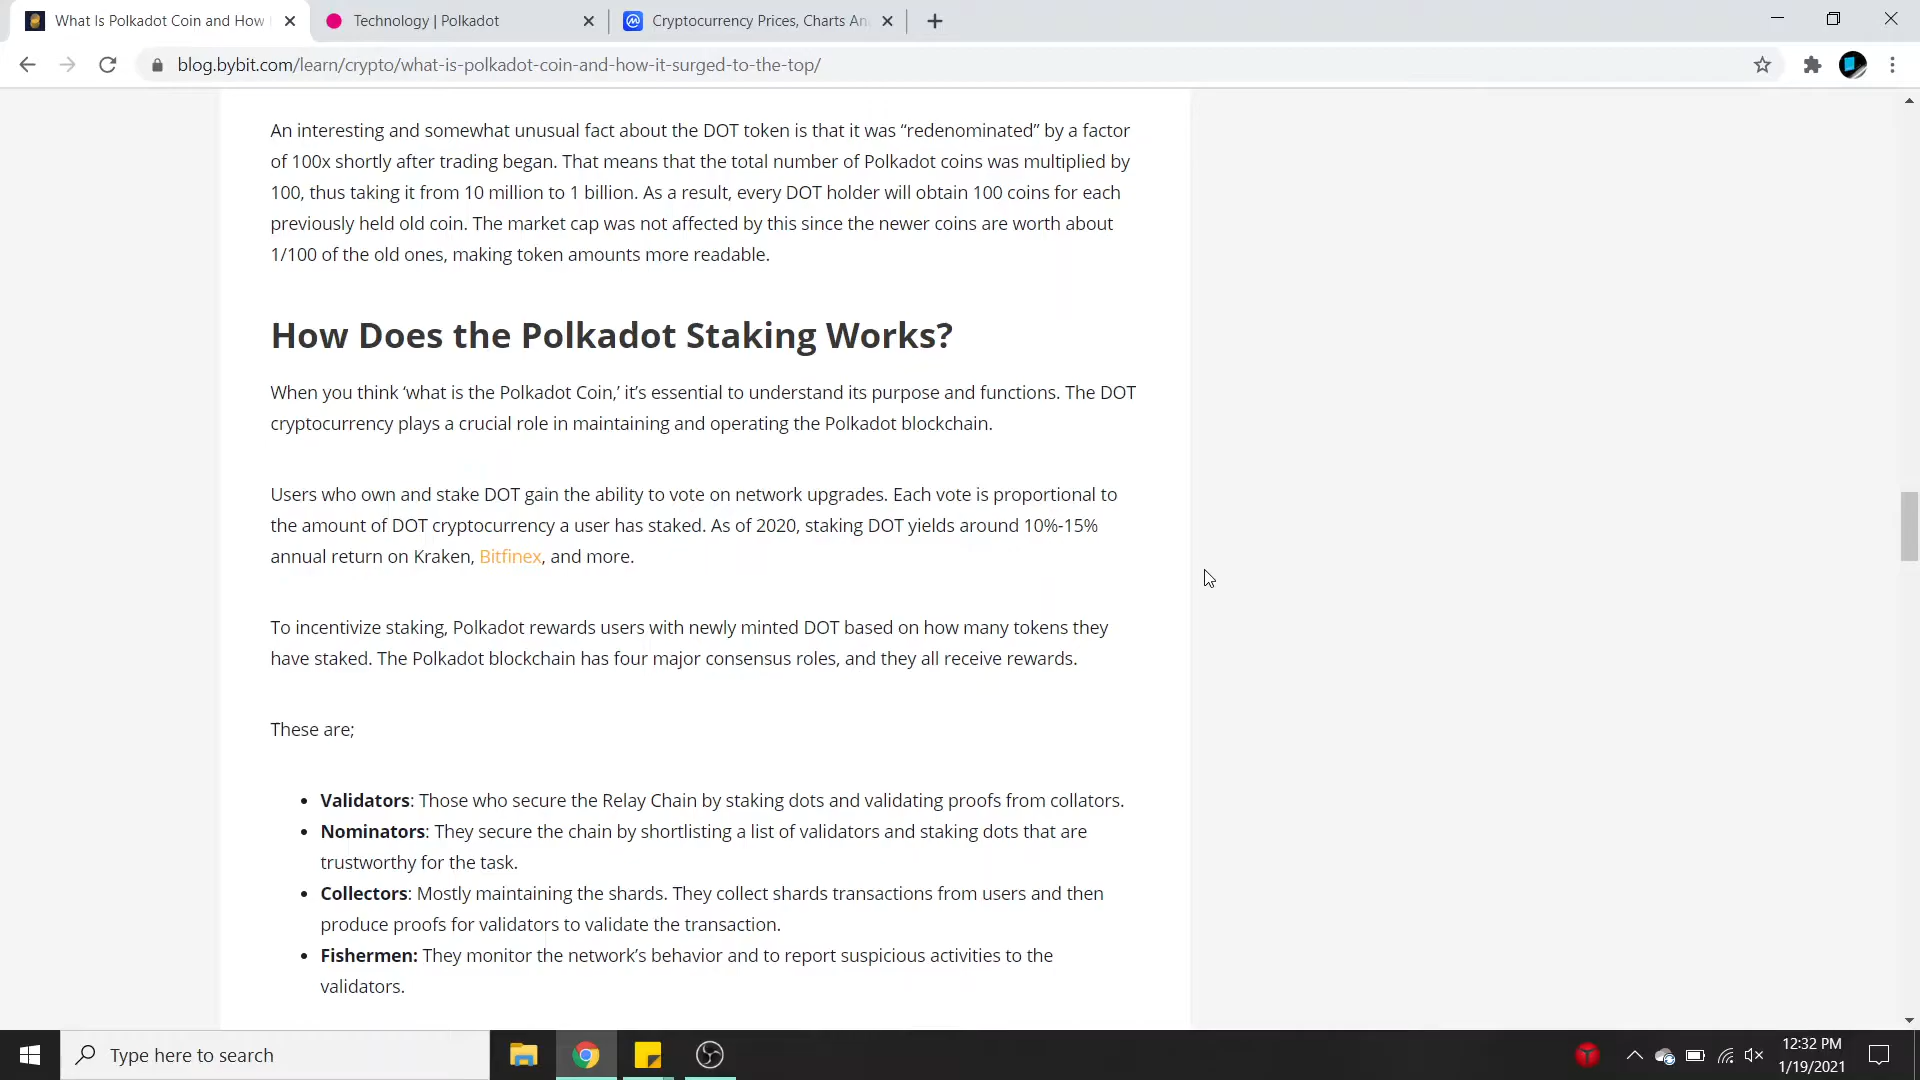 What Is Polkadot Coin and How
Technology | Polkadot
Cryptocurrency Prices, Charts An
blog.bybit.com/learn/crypto/what-is-polkadot-coin-and-how-it-surged-to-the-top/
An interesting and somewhat unusual fact about the DOT token is that it was “redenominated” by a factor
of 100x shortly after trading began. That means that the total number of Polkadot coins was multiplied by
100, thus taking it from 10 million to 1 billion. As a result, every DOT holder will obtain 100 coins for each
previously held old coin. The market cap was not affected by this since the newer coins are worth about
1/100 of the old ones, making token amounts more readable.
How Does the Polkadot Staking Works?
When you think ‘what is the Polkadot Coin,’ it’s essential to understand its purpose and functions. The DOT
cryptocurrency plays a crucial role in maintaining and operating the Polkadot blockchain.
Users who own and stake DOT gain the ability to vote on network upgrades. Each vote is proportional to
the amount of DOT cryptocurrency a user has staked. As of 2020, staking DOT yields around 10%-15%
annual return on Kraken, Bitfinex, and more.
To incentivize staking, Polkadot rewards users with newly minted DOT based on how many tokens they
have staked. The Polkadot blockchain has four major consensus roles, and they all receive rewards.
These are;
• Validators: Those who secure the Relay Chain by staking dots and validating proofs from collators.
• Nominators: They secure the chain by shortlisting a list of validators and staking dots that are
trustworthy for the task.
• Collectors: Mostly maintaining the shards. They collect shards transactions from users and then
produce proofs for validators to validate the transaction.
• Fishermen: They monitor the network’s behavior and to report suspicious activities to the
validators.
Type here to search
12:32 PM
1/19/2021